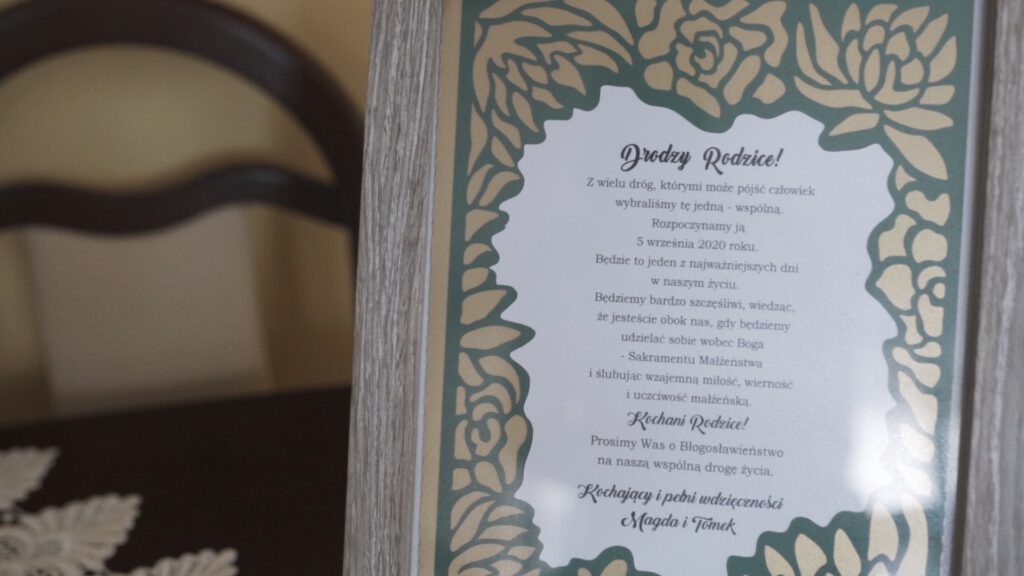 Drodzy Rodzice!
Z wielu dróg, którymi może pójść człowiek
wybraliśmy tę jedną - wspólną.
Rozpoczynamy ją
5 września 2020 roku.
Będzie to jeden z najważniejszych dni
w naszym życiu.
Będziemy bardzo szczęśliwi, wiedząc,
że jesteście obok nas, gdy będziemy
udzielać sobie wobec Boga
- Sakramentu Małżeństwa
i ślubując wzajemną miłość, wierność
i uczciwość małżeńską.
Kochani Rodzice!
Prosimy Was o Błogosławieństwo
na naszą wspólną drogę życia.
Kochający i pełni wdzięczności
Magda i Tomek